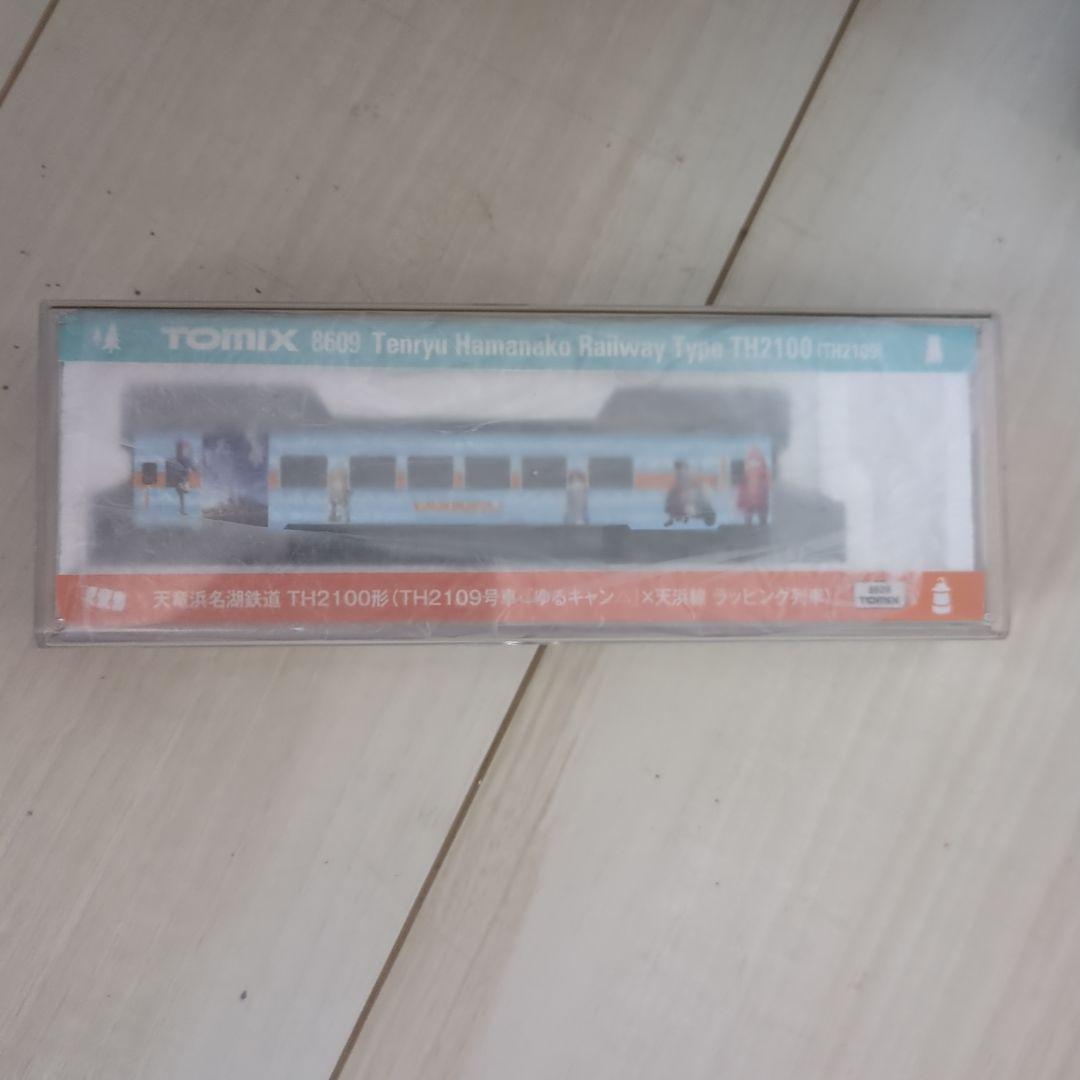 TOMIX 8609 Tenryu Hamanako Railway Type TH2100 (TH2109)
天竜浜名湖鉄道 TH2100形(TH2109号車・ゆるキャン△×天浜線 ラッピング列車)
8609
TOMIX